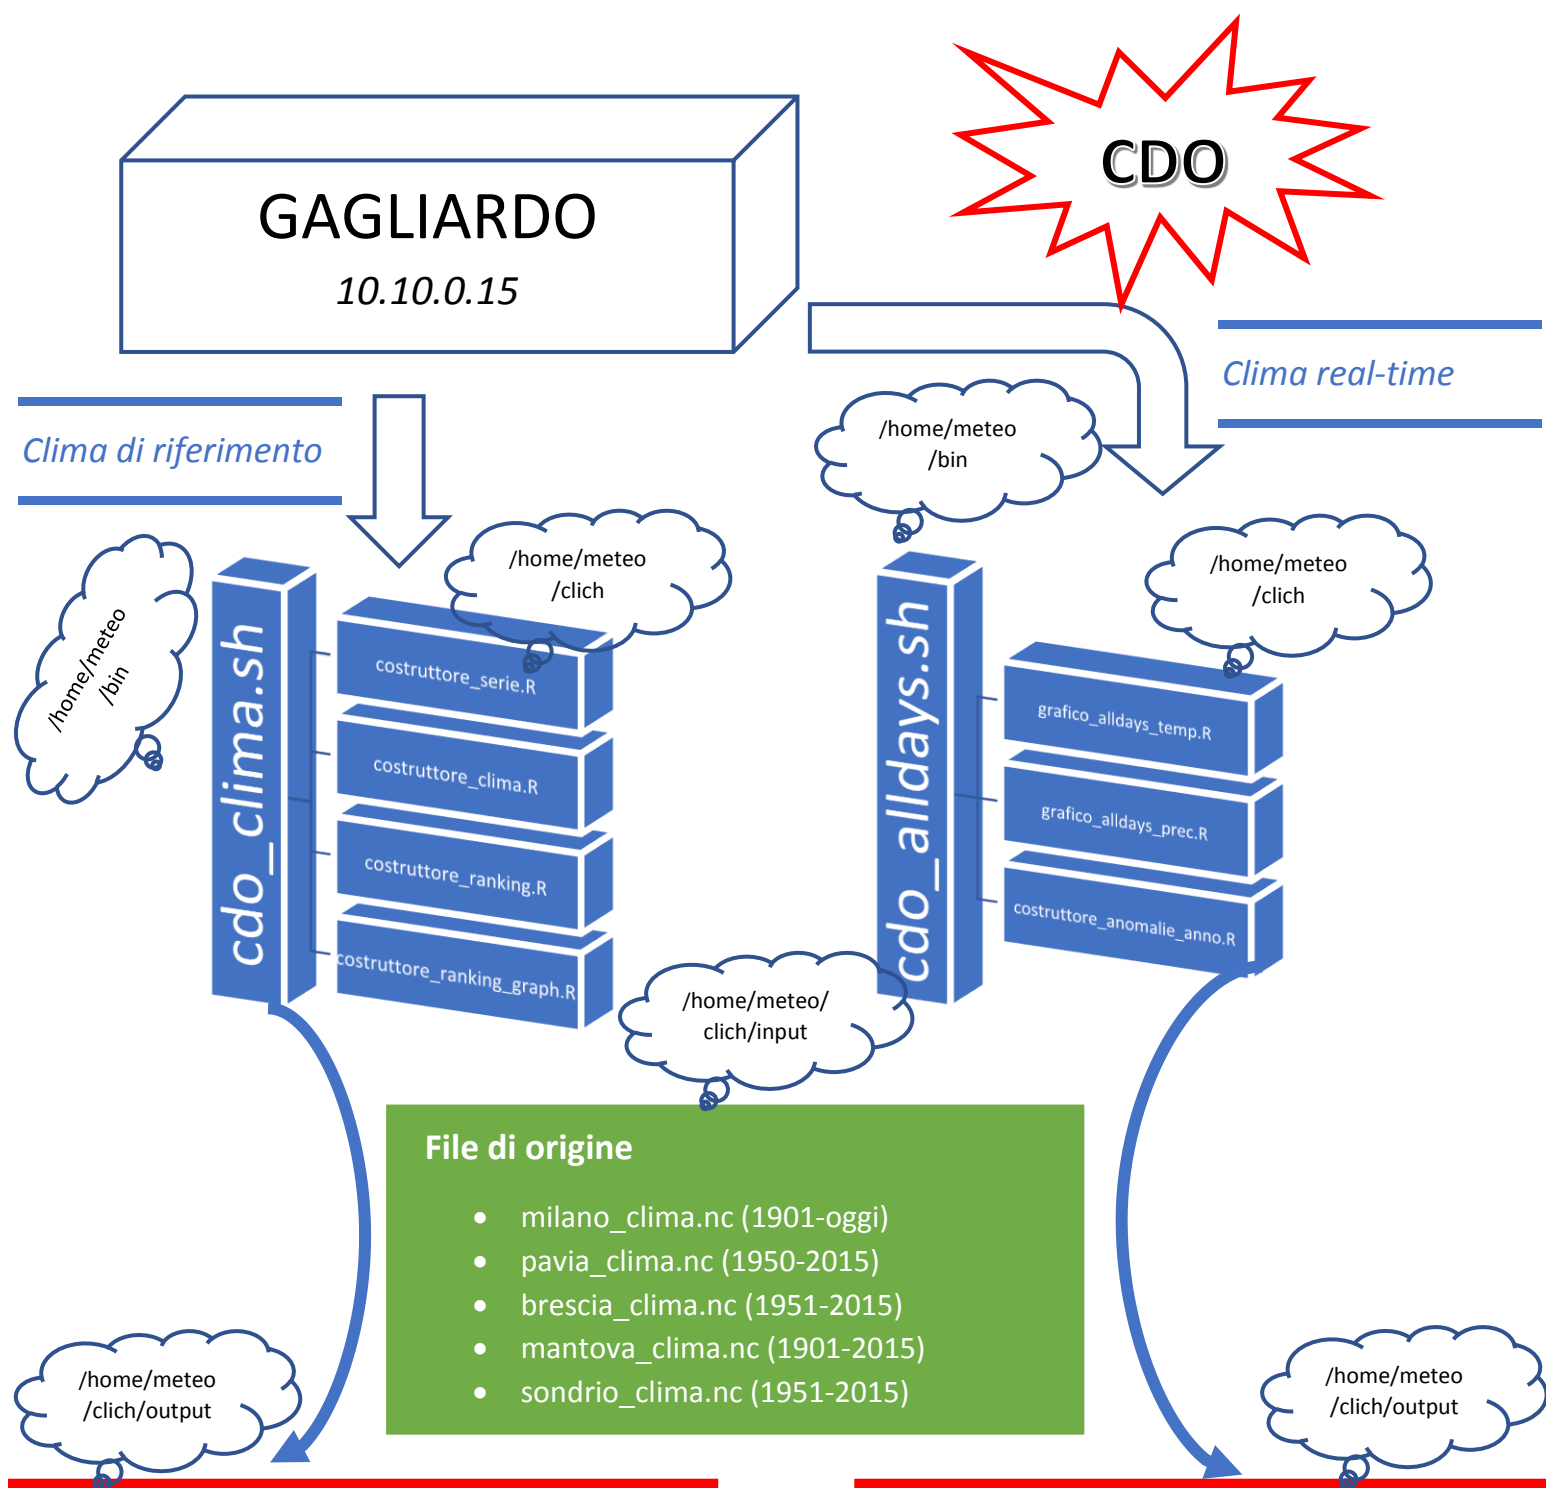 GAGLIARDO
10.10.0.15
CDO
Clima real-time
Clima di riferimento
/home/meteo
/bin
/home/meteo
/clich
/home/meteo
/bin
/home/meteo
/clich
cdo_clima.sh
costruttore_serie.R
costruttore_clima.R
costruttore_ranking.R
costruttore_ranking_graph.R
cdo_alldays.sh
grafico_alldays_temp.R
grafico_alldays_prec.R
costruttore_anomalie_anno.R
/home/meteo/
clich/input
File di origine
• milano_clima.nc (1901-oggi)
• pavia_clima.nc (1950-2015)
• brescia_clima.nc (1951-2015)
• mantova_clima.nc (1901-2015)
• sondrio_clima.nc (1951-2015)
/home/meteo
/clich/output
/home/meteo
/clich/output